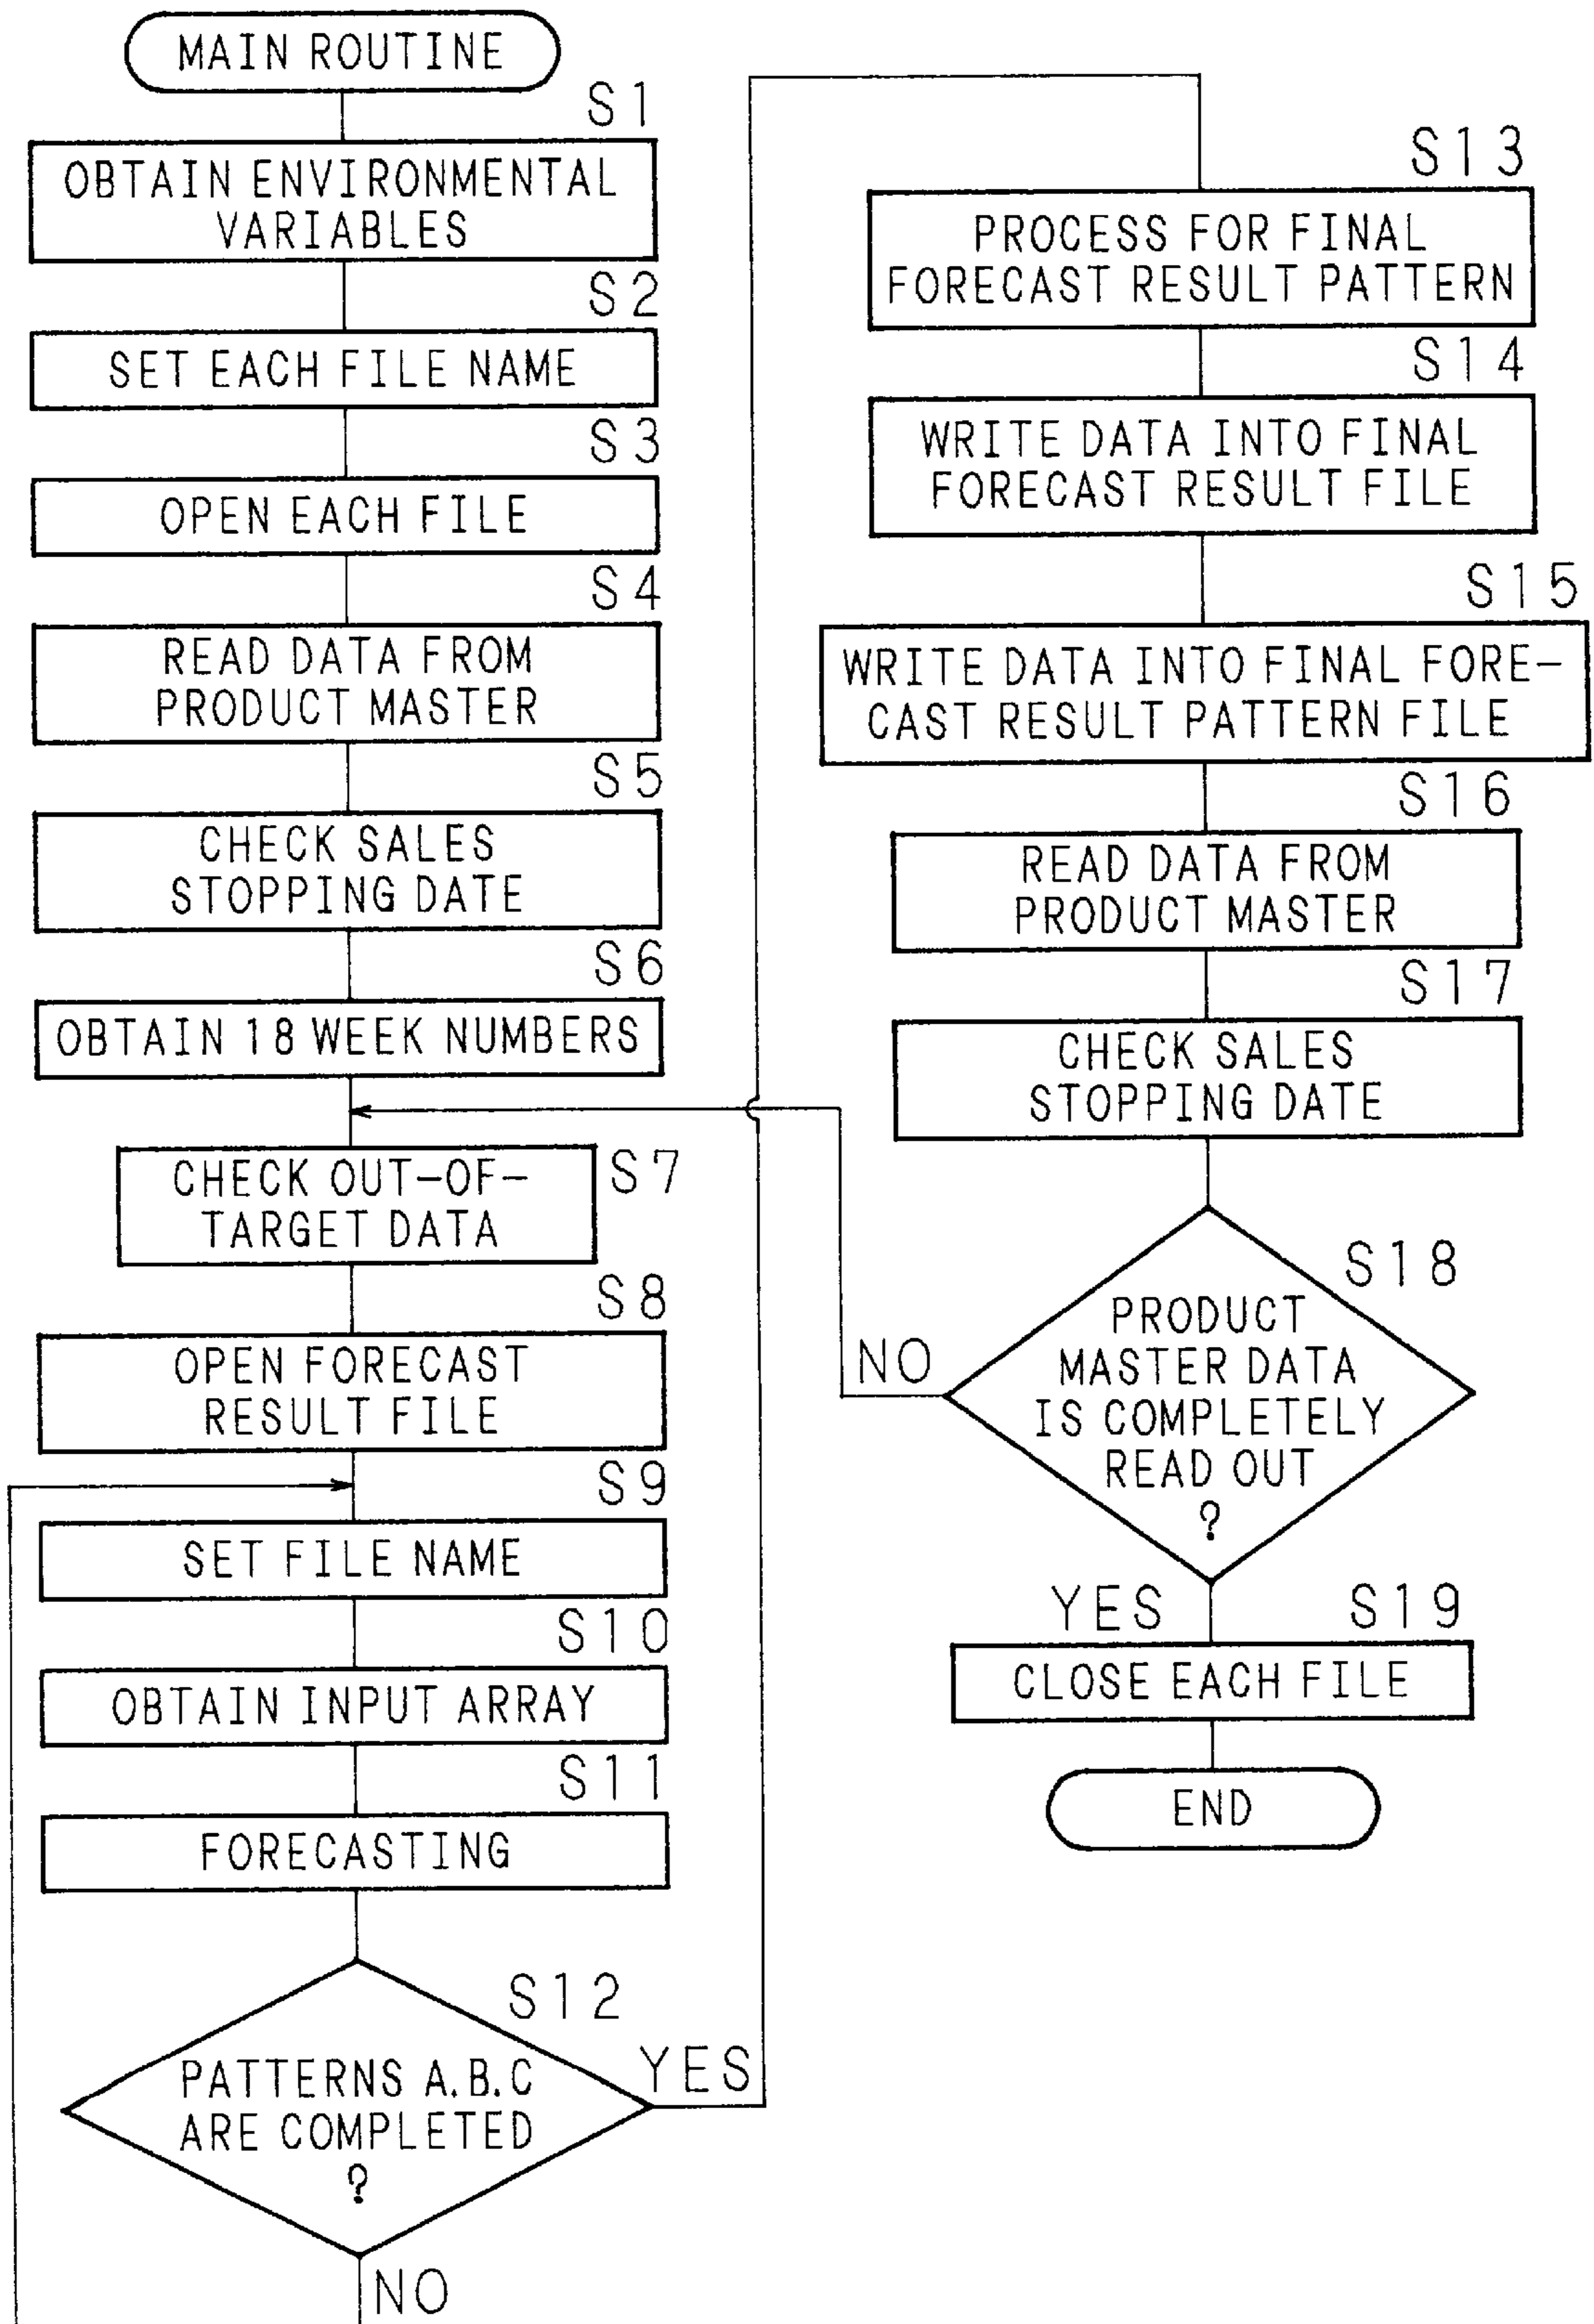 MAIN ROUTINE
S1
OBTAIN ENVIRONMENTAL
VARIABLES
S2
SET EACH FILE NAME
S3
OPEN EACH FILE
S4
READ DATA FROM
PRODUCT MASTER
S5
CHECK SALES
STOPPING DATE
S6
OBTAIN 18 WEEK NUMBERS
CHECK OUT-OF-
TARGET DATA
S7
S8
OPEN FORECAST
RESULT FILE
S9
SET FILE NAME
S10
OBTAIN INPUT ARRAY
S11
FORECASTING
S12
PATTERNS A.B.C
ARE COMPLETED
?
YES
NO
S13
PROCESS FOR FINAL
FORECAST RESULT PATTERN
S14
WRITE DATA INTO FINAL
FORECAST RESULT FILE
S15
WRITE DATA INTO FINAL FORE-
CAST RESULT PATTERN FILE
S16
READ DATA FROM
PRODUCT MASTER
S17
CHECK SALES
STOPPING DATE
S18
PRODUCT
MASTER DATA
IS COMPLETELY
READ OUT
?
NO
YES
S19
CLOSE EACH FILE
END